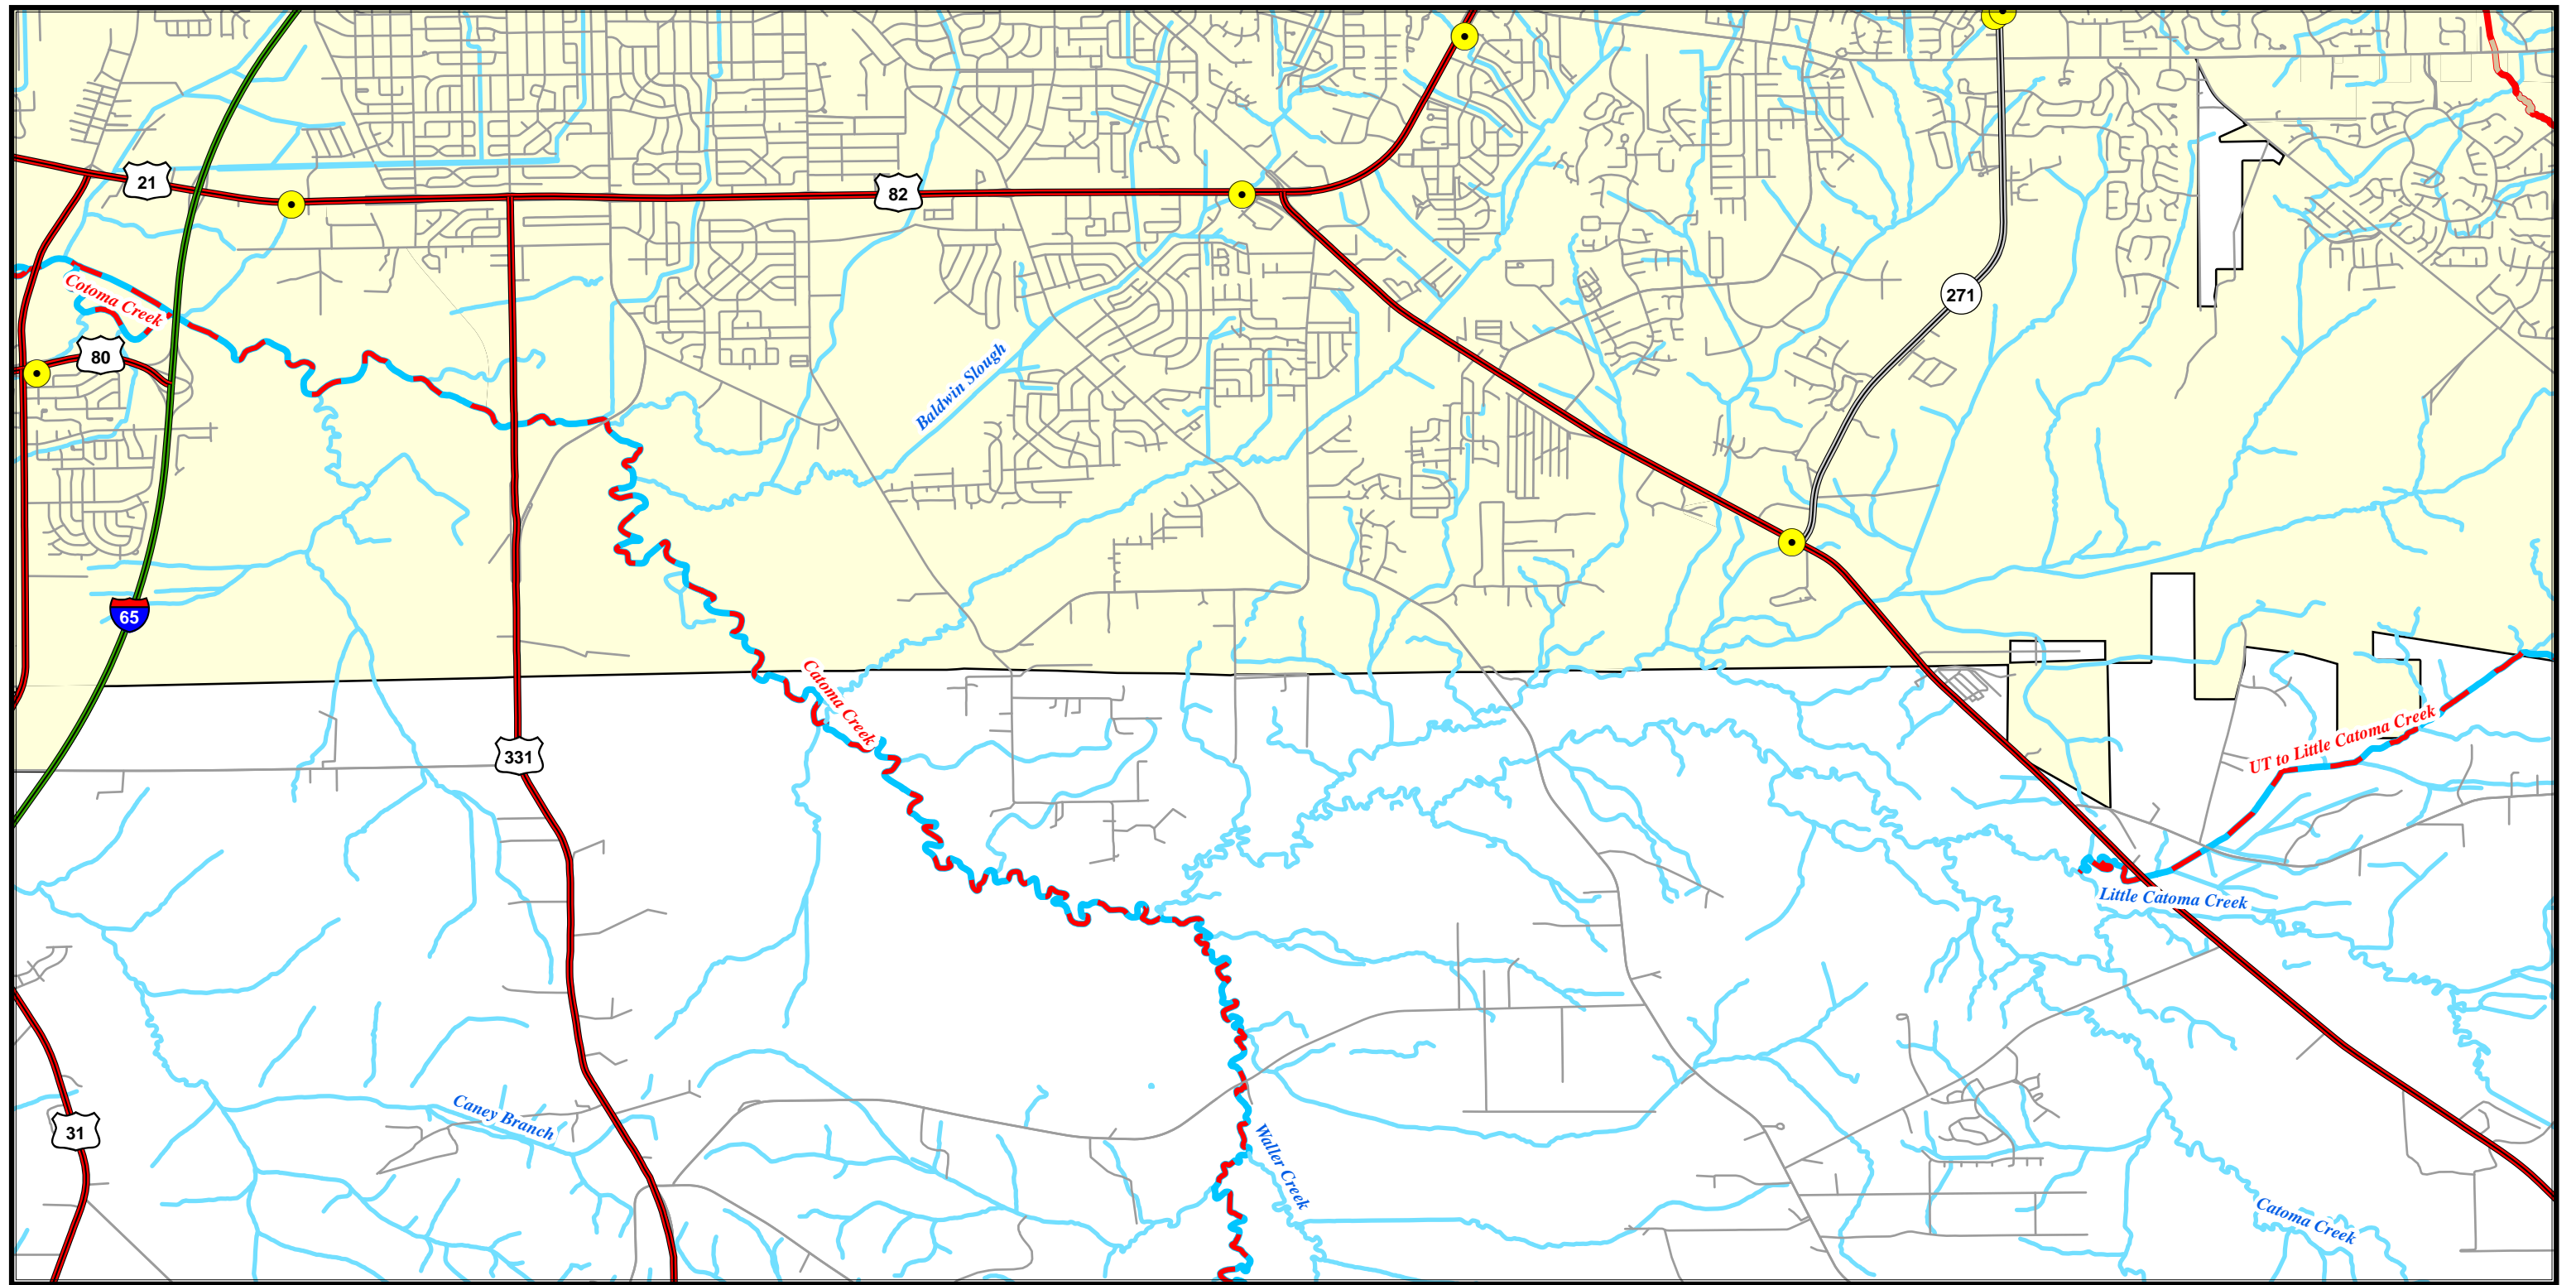 21
82
271
Cotoma Creek
80
Baldwin Slough
65
Catoma Creek
331
UT to Little Catoma Creek
Little Catoma Creek
Caney Branch
31
Waller Creek
Catoma Creek